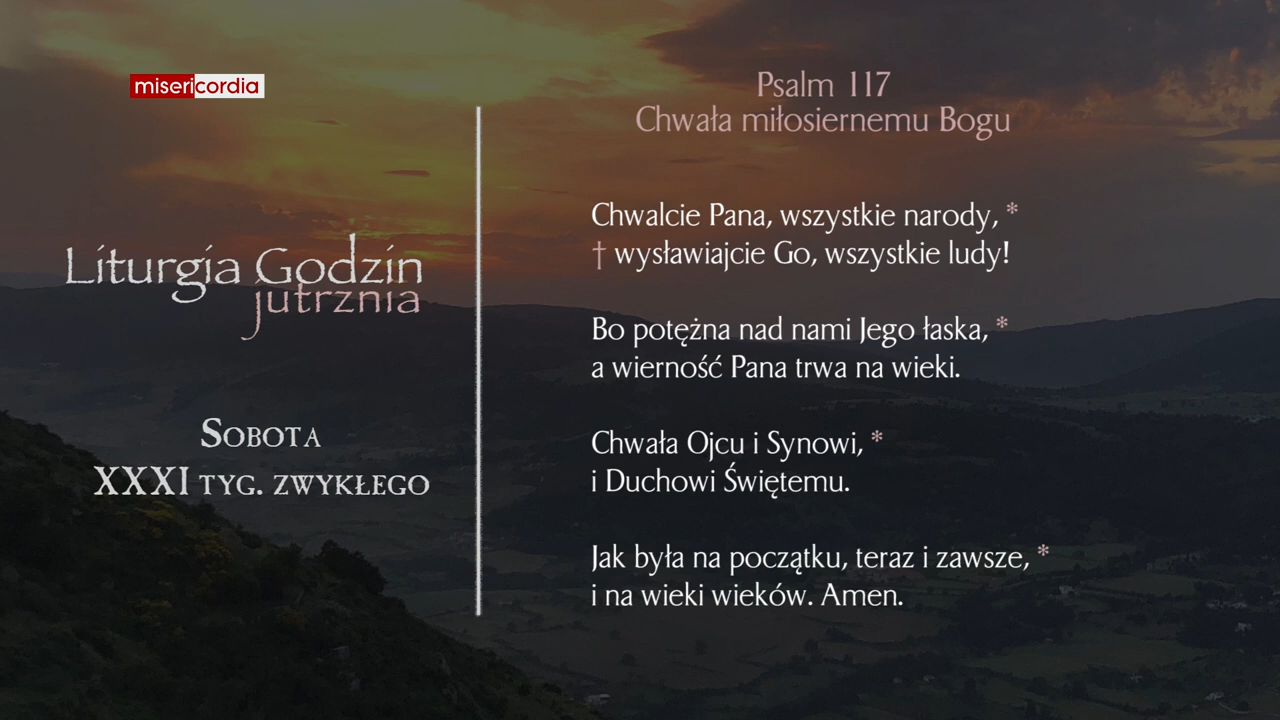 misericordia
Liturgia Godzin
jutrznia
Sobota
XXXI tyg. zwykłego
Psalm 117
Chwała miłosiernemu Bogu
Chwalcie Pana, wszystkie narody, *
† wysławiajcie Go, wszystkie ludy!
Bo potężna nad nami Jego łaska, *
a wierność Pana trwa na wieki.
Chwała Ojcu i Synowi, *
i Duchowi Świętemu.
Jak była na początku, teraz i zawsze, *
i na wieki wieków. Amen.